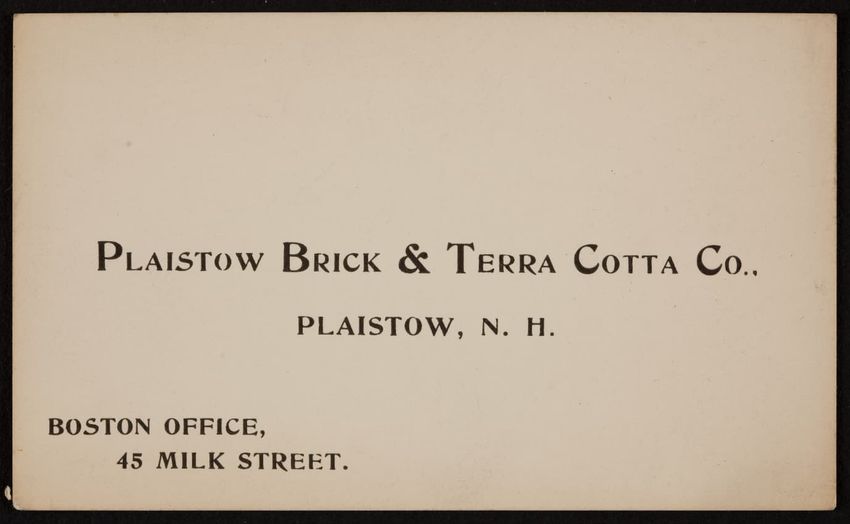 Plaistow Brick & Terra Cotta Co.,
PLAISTOW, N. H.
BOSTON OFFICE,
45 MILK STREET.